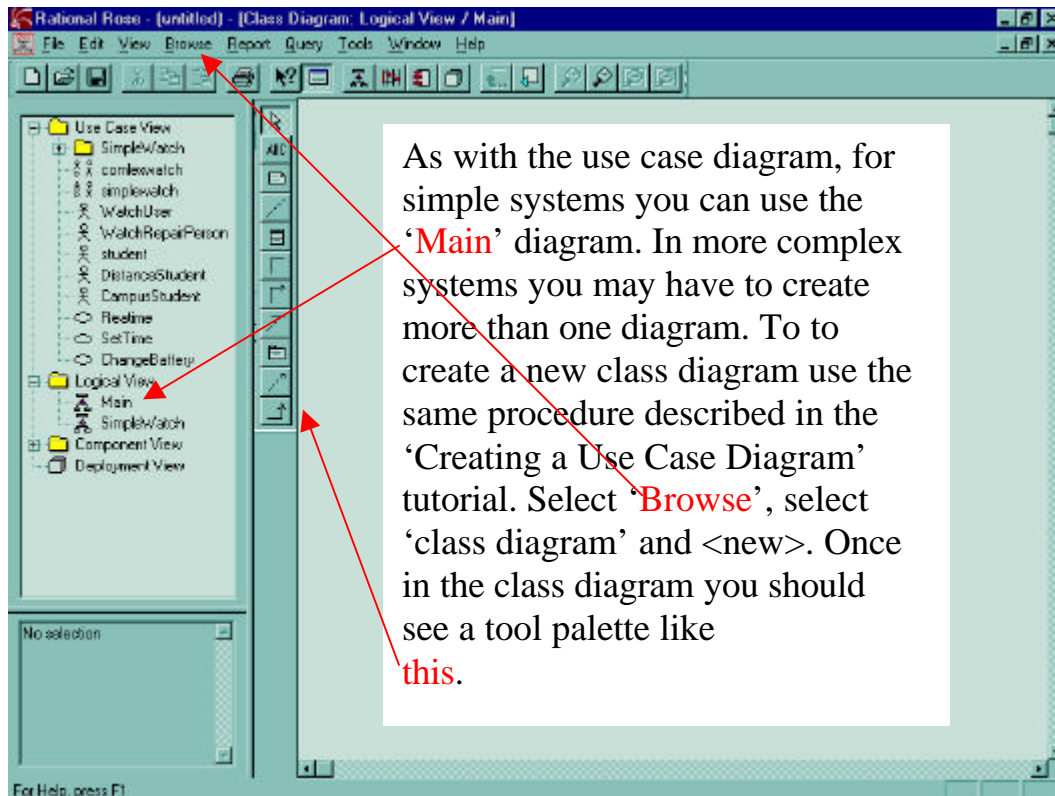 Rational Rose - (untitled) - [Class Diagram: Logical View / Main]
File Edit View Browse Report Query Tools Window Help
Use Case View
SimpleWatch
comlexwatch
simplewatch
WatchUser
WatchRepairPerson
student
DistanceStudent
CampusStudent
Reatime
SetTime
ChangeBattery
Logical View
Main
SimpleWatch
Component View
Deployment View
ABC
As with the use case diagram, for
simple systems you can use the
‘Main’ diagram. In more complex
systems you may have to create
more than one diagram. To to
create a new class diagram use the
same procedure described in the
‘Creating a Use Case Diagram’
tutorial. Select ‘Browse’, select
‘class diagram’ and <new>. Once
in the class diagram you should
see a tool palette like
this.
No selection
For Help, press F1